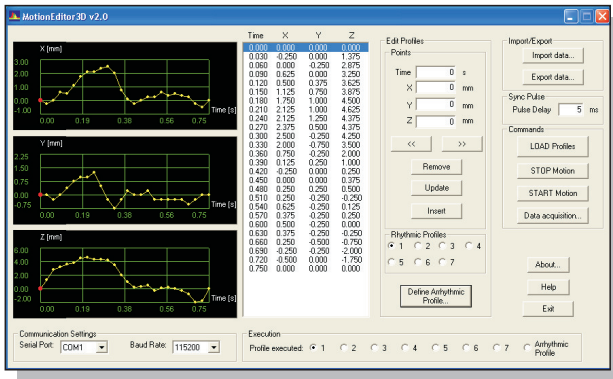 MotionEditor3D v2.0
X [mm]
3.00
2.00
1.00
0.00
-1.00
0.00 0.19 0.38 0.56 0.75 Time [s]
Y [mm]
2.25
1.50
0.75
-0.75
0.00 0.19 0.38 0.56 0.75 Time [s]
Z [mm]
6.00
4.00
2.00
0.00
-2.00
0.00 0.19 0.38 0.56 0.75 Time [s]
Time X Y Z
0.000 0.000 0.000 0.000
0.030 -0.250 0.000 1.375
0.060 0.000 -0.250 2.875
0.090 0.625 0.000 3.250
0.120 0.500 0.375 3.625
0.150 1.125 0.750 3.875
0.180 1.750 1.000 4.500
0.210 2.125 1.000 4.625
0.240 2.125 1.250 4.375
0.270 2.375 0.500 4.375
0.300 2.500 -0.250 4.250
0.330 2.000 -0.750 3.500
0.360 0.750 -0.250 2.000
0.390 0.125 0.250 1.000
0.420 -0.250 0.000 0.250
0.450 0.000 0.000 0.375
0.480 0.250 0.250 0.500
0.510 0.250 -0.250 -0.250
0.540 0.625 -0.250 0.125
0.570 0.375 -0.250 0.250
0.600 0.500 -0.250 0.000
0.630 0.375 -0.250 -0.250
0.660 0.250 -0.500 -0.750
0.690 -0.250 -0.250 -2.000
0.720 -0.500 0.000 -1.750
0.750 0.000 0.000 0.000
Edit Profiles
Points
Time 0 s
X 0 mm
Y 0 mm
Z 0 mm
<< >>
Remove
Update
Insert
Rhythmic Profiles
1 2 3 4
5 6 7
Define Arrhythmic
Profile...
Import/Export
Import data...
Export data...
Sync Pulse
Pulse Delay 5 ms
Commands
LOAD Profiles
STOP Motion
START Motion
Data acquisition...
About...
Help
Exit
Communication Settings
Serial Port: COM1 Baud Rate: 115200
Execution
Profile executed: 1 2 3 4 5 6 7 Arrhythmic
Profile